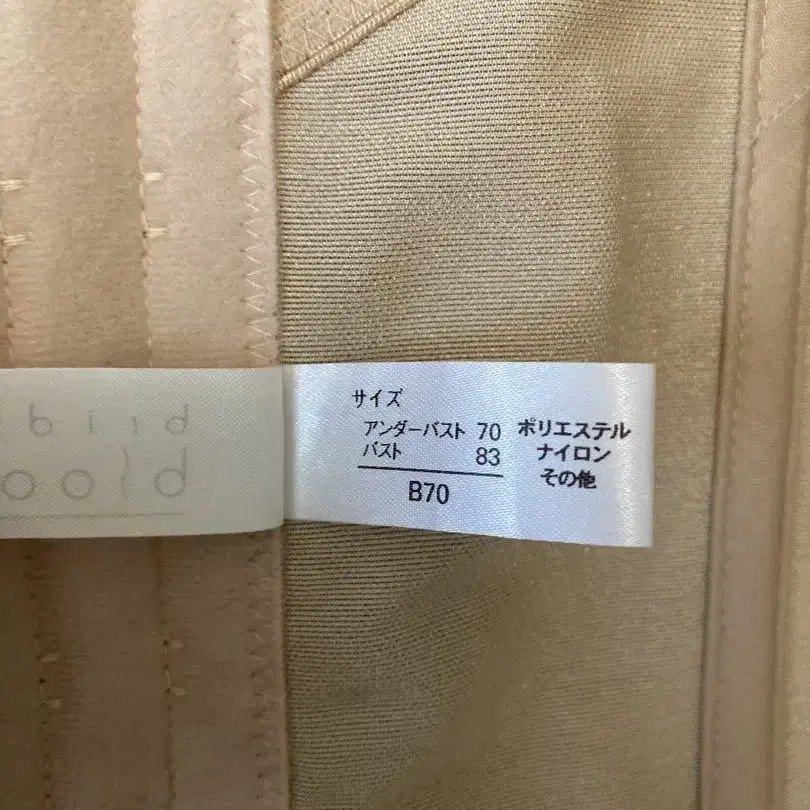 サイズ
アンダーバスト 70
バスト 83
B70
ポリエステル
ナイロン
その他